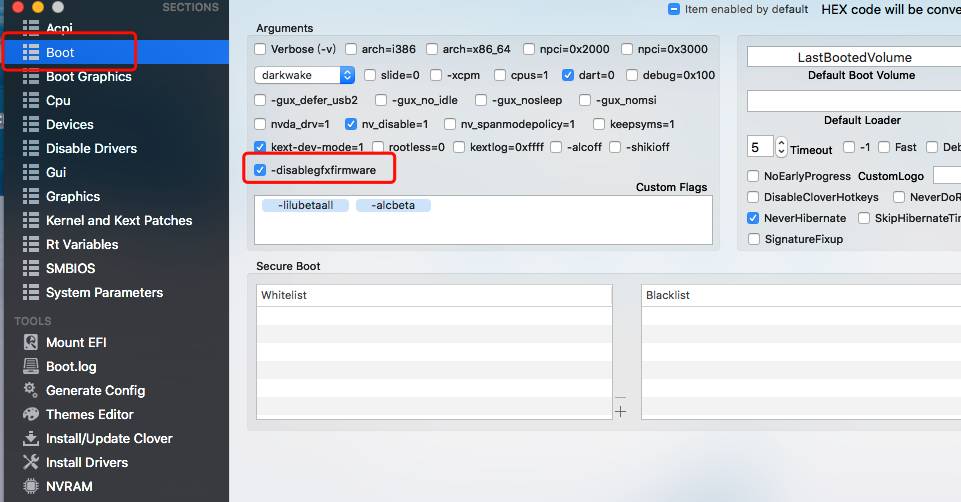 SECTIONS
Item enabled by default HEX code will be conve
Acpi
Boot
Boot Graphics
Cpu
Devices
Disable Drivers
Gui
Graphics
Kernel and Kext Patches
Rt Variables
SMBIOS
System Parameters
TOOLS
Mount EFI
Boot.log
Generate Config
Themes Editor
Install/Update Clover
Install Drivers
NVRAM
Arguments
Verbose (-v) arch=i386 arch=x86_64 npci=0x2000 npci=0x3000
darkwake slide=0 -xcpm cpus=1 dart=0 debug=0x100
-gux_defer_usb2 -gux_no_idle -gux_nosleep -gux_nomsi
nvda_drv=1 nv_disable=1 nv_spanmodepolicy=1 keepsyms=1
kext-dev-mode=1 rootless=0 kextlog=0xffff -alcoff -shikioff
-disablegfxfirmware
Custom Flags
-lilubetaall -alcbeta
LastBootedVolume
Default Boot Volume
Default Loader
5 Timeout -1 Fast Deb
NoEarlyProgress CustomLogo
DisableCloverHotkeys NeverDoR
NeverHibernate SkipHibernateTin
SignatureFixup
Secure Boot
Whitelist
Blacklist